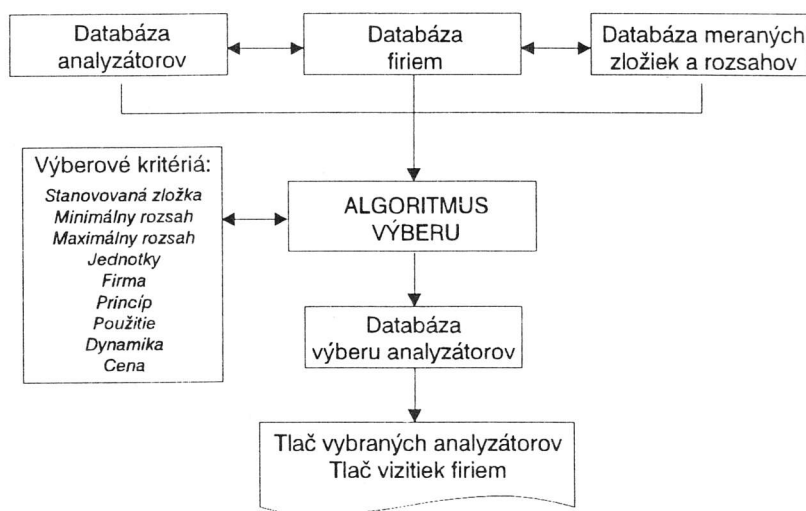 Databáza
analyzátorov
Databáza
firiem
Databáza meraných
zložiek a rozsahov
Výberové kritériá:
Stanovovaná zložka
Minimálny rozsah
Maximálny rozsah
Jednotky
Firma
Princíp
Použitie
Dynamika
Cena
ALGORITMUS
VÝBERU
Databáza
výberu analyzátorov
Tlač vybraných analyzátorov
Tlač vizitiek firiem